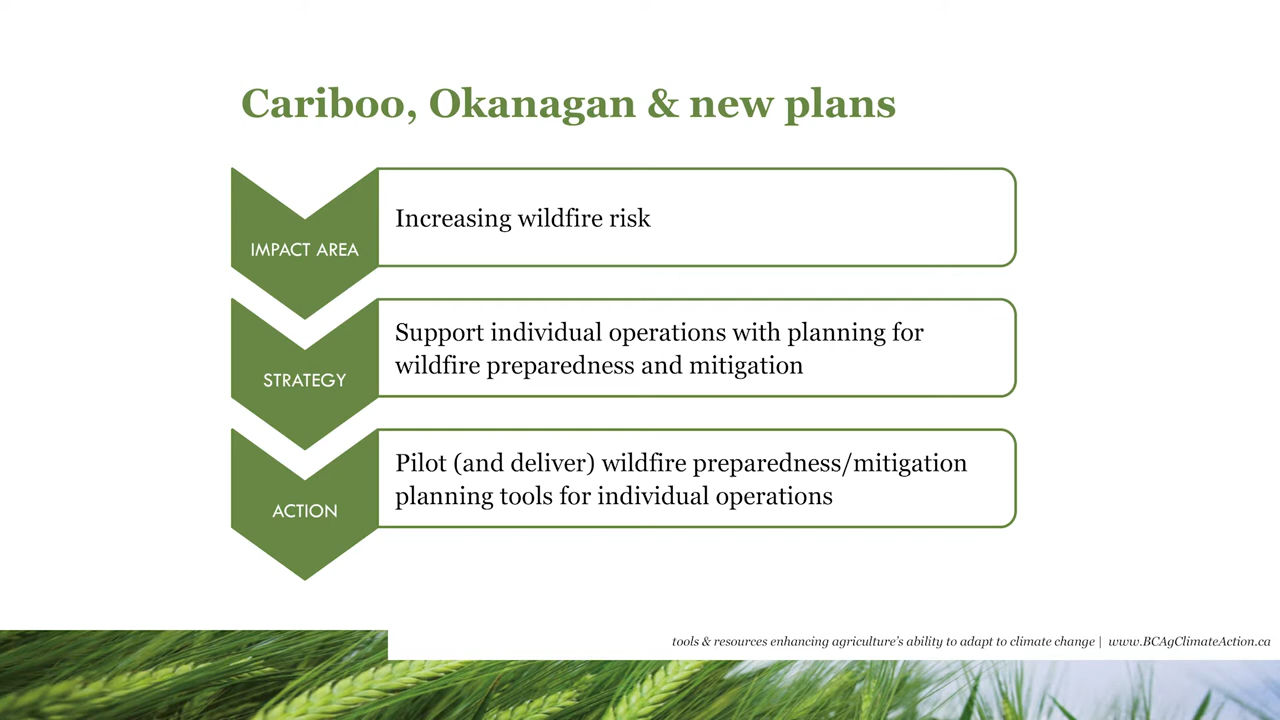 Cariboo, Okanagan & new plans
IMPACT AREA
Increasing wildfire risk
STRATEGY
Support individual operations with planning for
wildfire preparedness and mitigation
ACTION
Pilot (and deliver) wildfire preparedness/mitigation
planning tools for individual operations
tools & resources enhancing agriculture's ability to adapt to climate change | www.BCAgClimateAction.ca